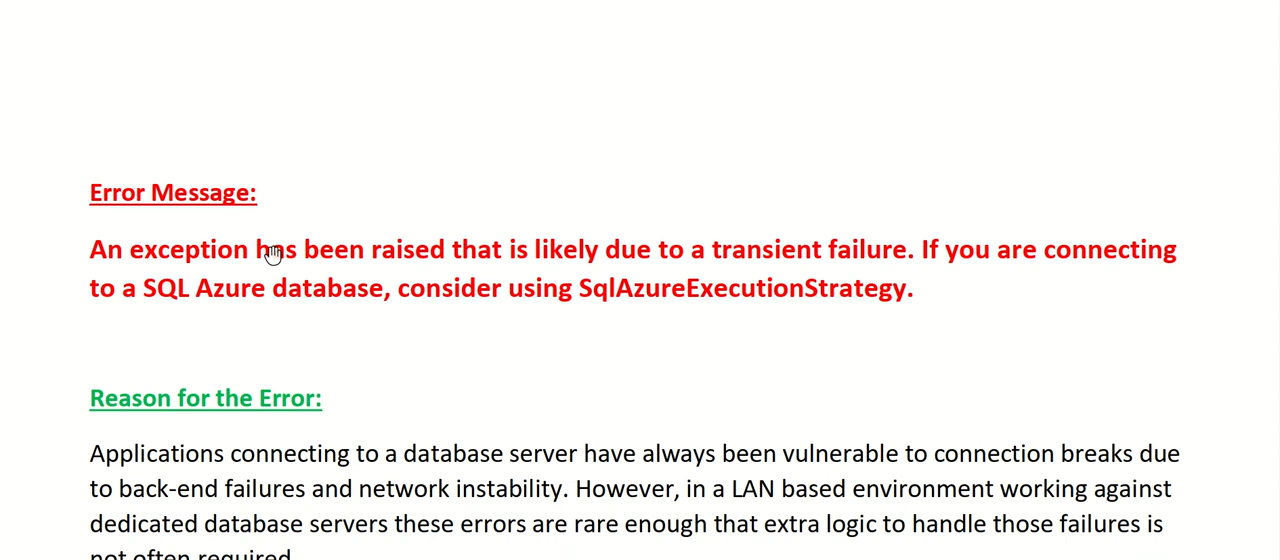 Error Message:
An exception has been raised that is likely due to a transient failure. If you are connecting
to a SQL Azure database, consider using SqlAzureExecutionStrategy.
Reason for the Error:
Applications connecting to a database server have always been vulnerable to connection breaks due
to back-end failures and network instability. However, in a LAN based environment working against
dedicated database servers these errors are rare enough that extra logic to handle those failures is
not often required.